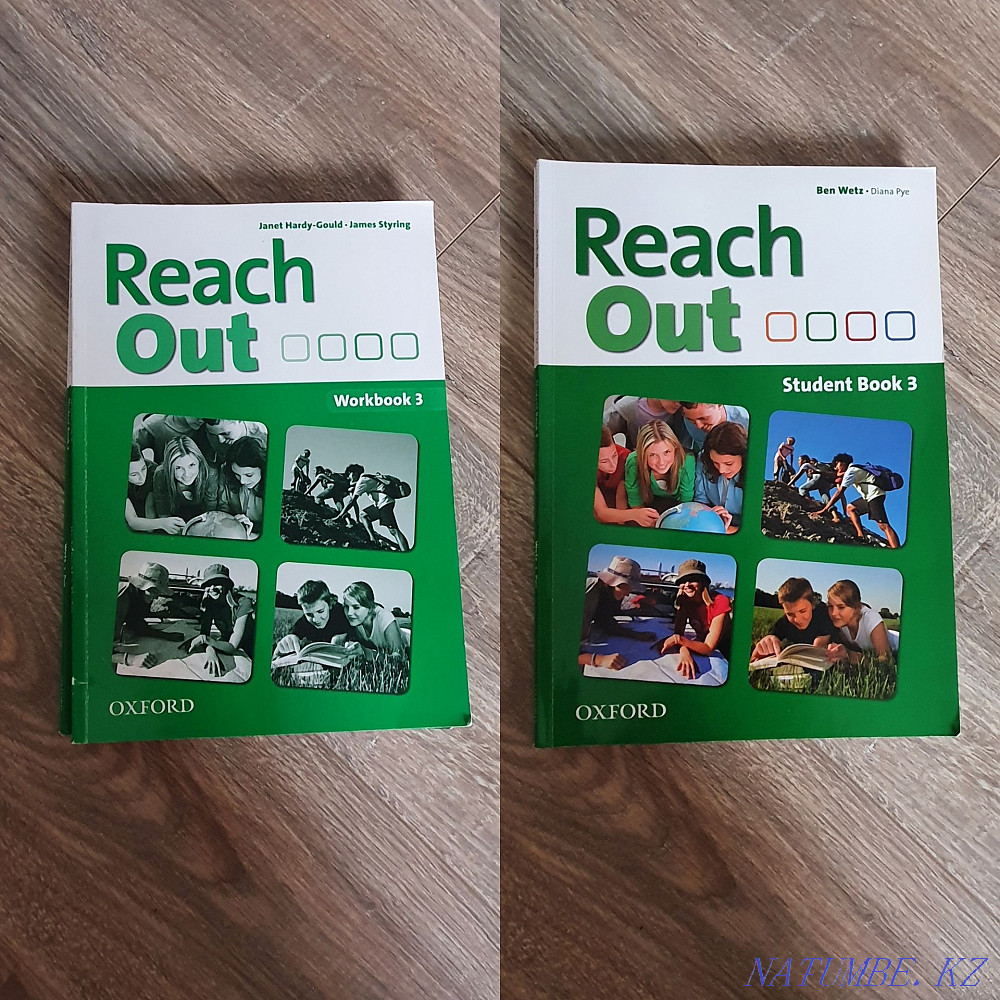 Janet Hardy-Gould • James Styring
Reach
Out
Workbook 3
OXFORD
Ben Wetz • Diana Pye
Reach
Out
Student Book 3
OXFORD
NATUMBE.KZ